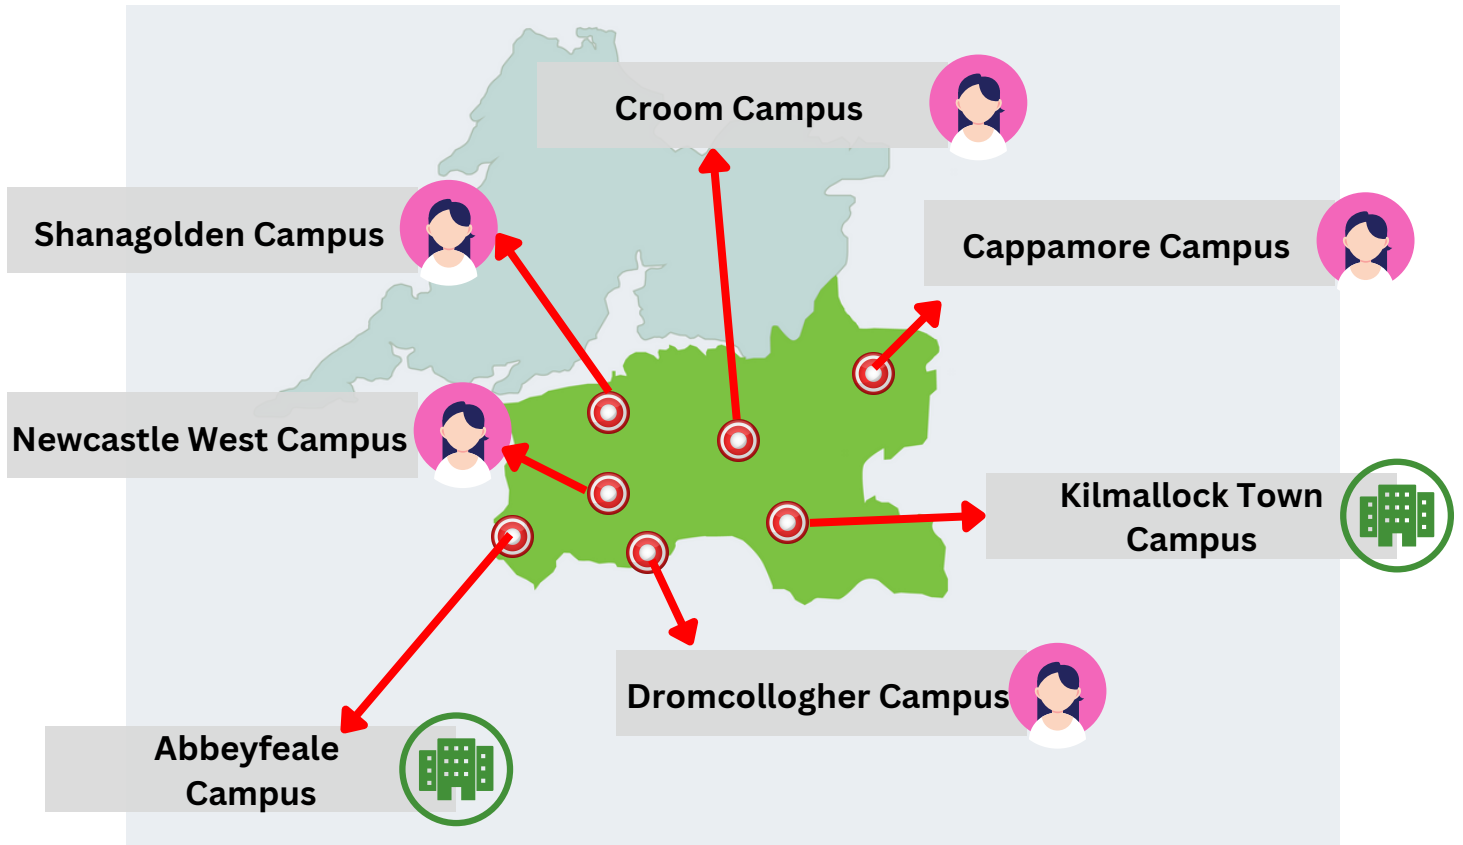 Croom Campus
Shanagolden Campus
Cappamore Campus
Newcastle West Campus
Kilmallock Town
Campus
Dromcollogher Campus
Abbeyfeale
Campus